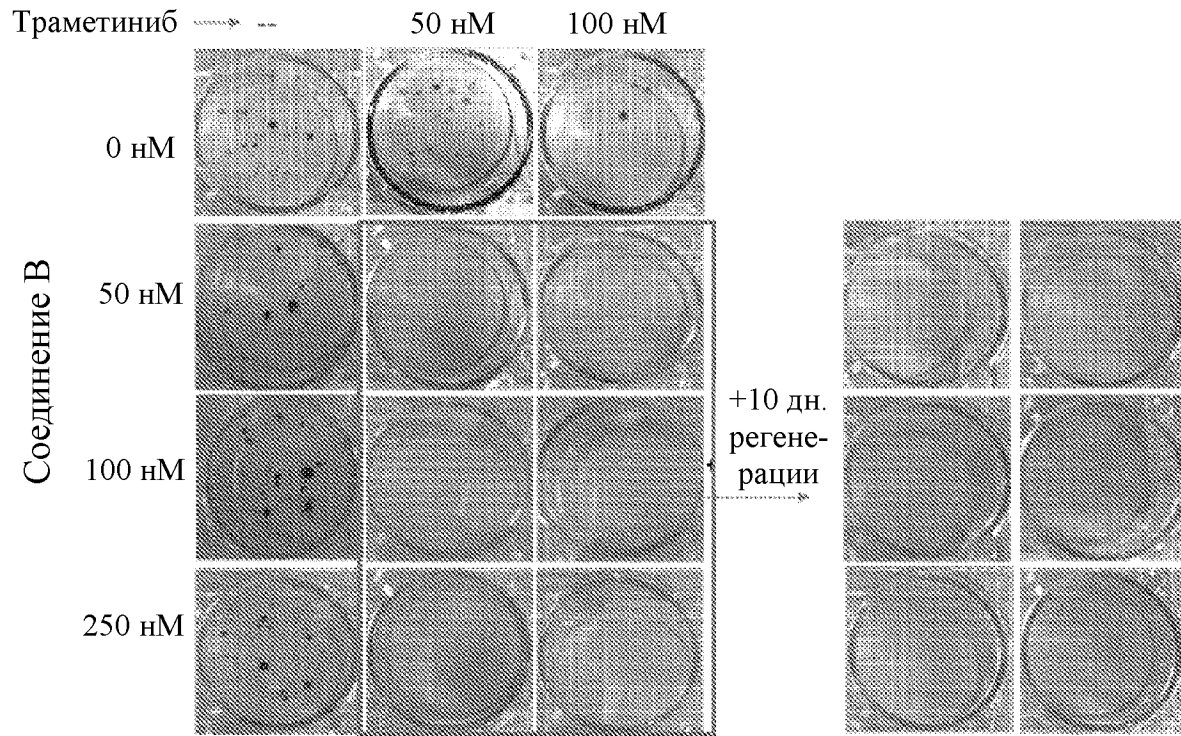 Траметиниб -- 50 нМ 100 нМ
0 нМ
Соединение В
50 нМ
100 нМ
250 нМ
+10 дн.
регене-
рации